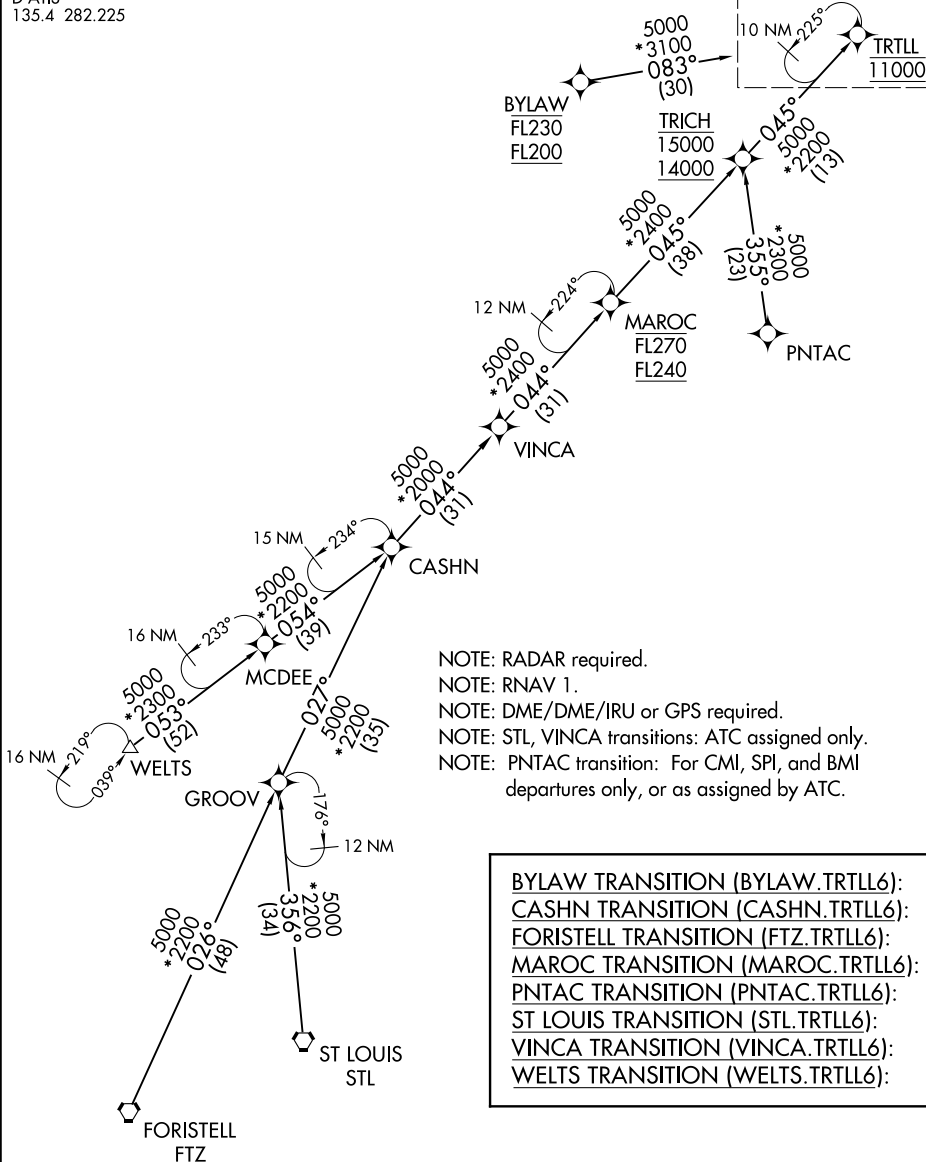 135.4 282.225
5000
*3100
083°
(30)
10 NM
225°
TRTLL
11000
BYLAW
FL230
FL200
TRICH
15000
14000
045°
5000
*2200
(13)
5000
*2400
045°
(38)
5000
*2300
355°
(23)
12 NM
224°
MAROC
FL270
FL240
PNTAC
5000
*2400
044°
(31)
VINCA
5000
*2000
044°
(31)
15 NM
234°
CASHN
5000
*2200
054°
(39)
16 NM
233°
MCDEE
5000
*2300
053°
(52)
16 NM
219°
039°
WELTS
027°
5000
*2200
(35)
NOTE: RADAR required.
NOTE: RNAV 1.
NOTE: DME/DME/IRU or GPS required.
NOTE: STL, VINCA transitions: ATC assigned only.
NOTE: PNTAC transition: For CMI, SPI, and BMI
departures only, or as assigned by ATC.
GROOV
176°
12 NM
5000
*2200
356°
(34)
5000
*2200
026°
(48)
ST LOUIS
STL
FORISTELL
FTZ
BYLAW TRANSITION (BYLAW.TRTLL6):
CASHN TRANSITION (CASHN.TRTLL6):
FORISTELL TRANSITION (FTZ.TRTLL6):
MAROC TRANSITION (MAROC.TRTLL6):
PNTAC TRANSITION (PNTAC.TRTLL6):
ST LOUIS TRANSITION (STL.TRTLL6):
VINCA TRANSITION (VINCA.TRTLL6):
WELTS TRANSITION (WELTS.TRTLL6):